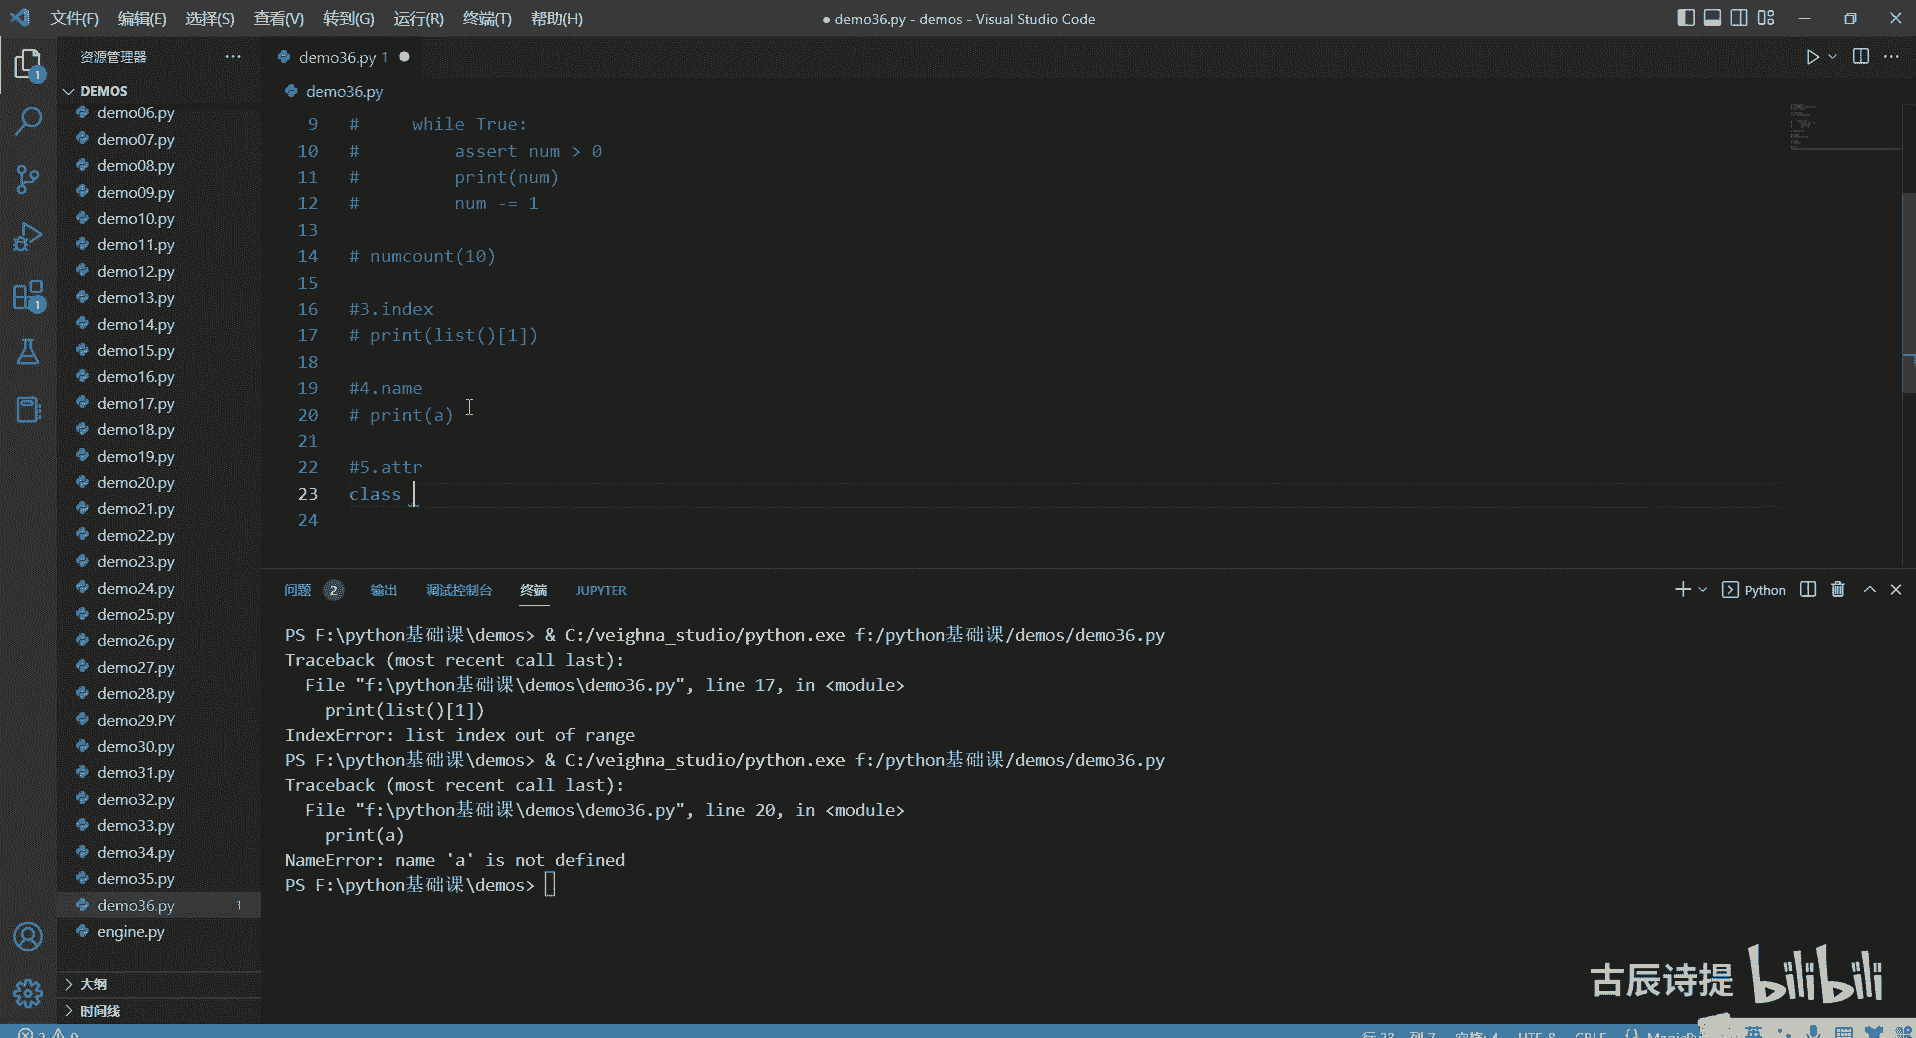 文件(F) 编辑(E) 选择(S) 查看(V) 转到(G) 运行(R) 终端(T) 帮助(H)
● demo36.py - demos - Visual Studio Code
资源管理器
DEMOS
demo06.py
demo07.py
demo08.py
demo09.py
demo10.py
demo11.py
demo12.py
demo13.py
demo14.py
demo15.py
demo16.py
demo17.py
demo18.py
demo19.py
demo20.py
demo21.py
demo22.py
demo23.py
demo24.py
demo25.py
demo26.py
demo27.py
demo28.py
demo29.PY
demo30.py
demo31.py
demo32.py
demo33.py
demo34.py
demo35.py
demo36.py 1
engine.py
大纲
时间线
1
1
demo36.py 1 ●
demo36.py
9 #     while True:
10 #         assert num > 0
11 #         print(num)
12 #         num -= 1
13
14 # numcount(10)
15
16 #3.index
17 # print(list()[1])
18
19 #4.name
20 # print(a)
21
22 #5.attr
23 class
24
问题 2 输出 调试控制台 终端 JUPYTER
Python
PS F:\python基础课\demos> & C:/veighna_studio/python.exe f:/python基础课/demos/demo36.py
Traceback (most recent call last):
  File "f:\python基础课\demos\demo36.py", line 17, in <module>
    print(list()[1])
IndexError: list index out of range
PS F:\python基础课\demos> & C:/veighna_studio/python.exe f:/python基础课/demos/demo36.py
Traceback (most recent call last):
  File "f:\python基础课\demos\demo36.py", line 20, in <module>
    print(a)
NameError: name 'a' is not defined
PS F:\python基础课\demos>
古辰诗提 bilibili
英